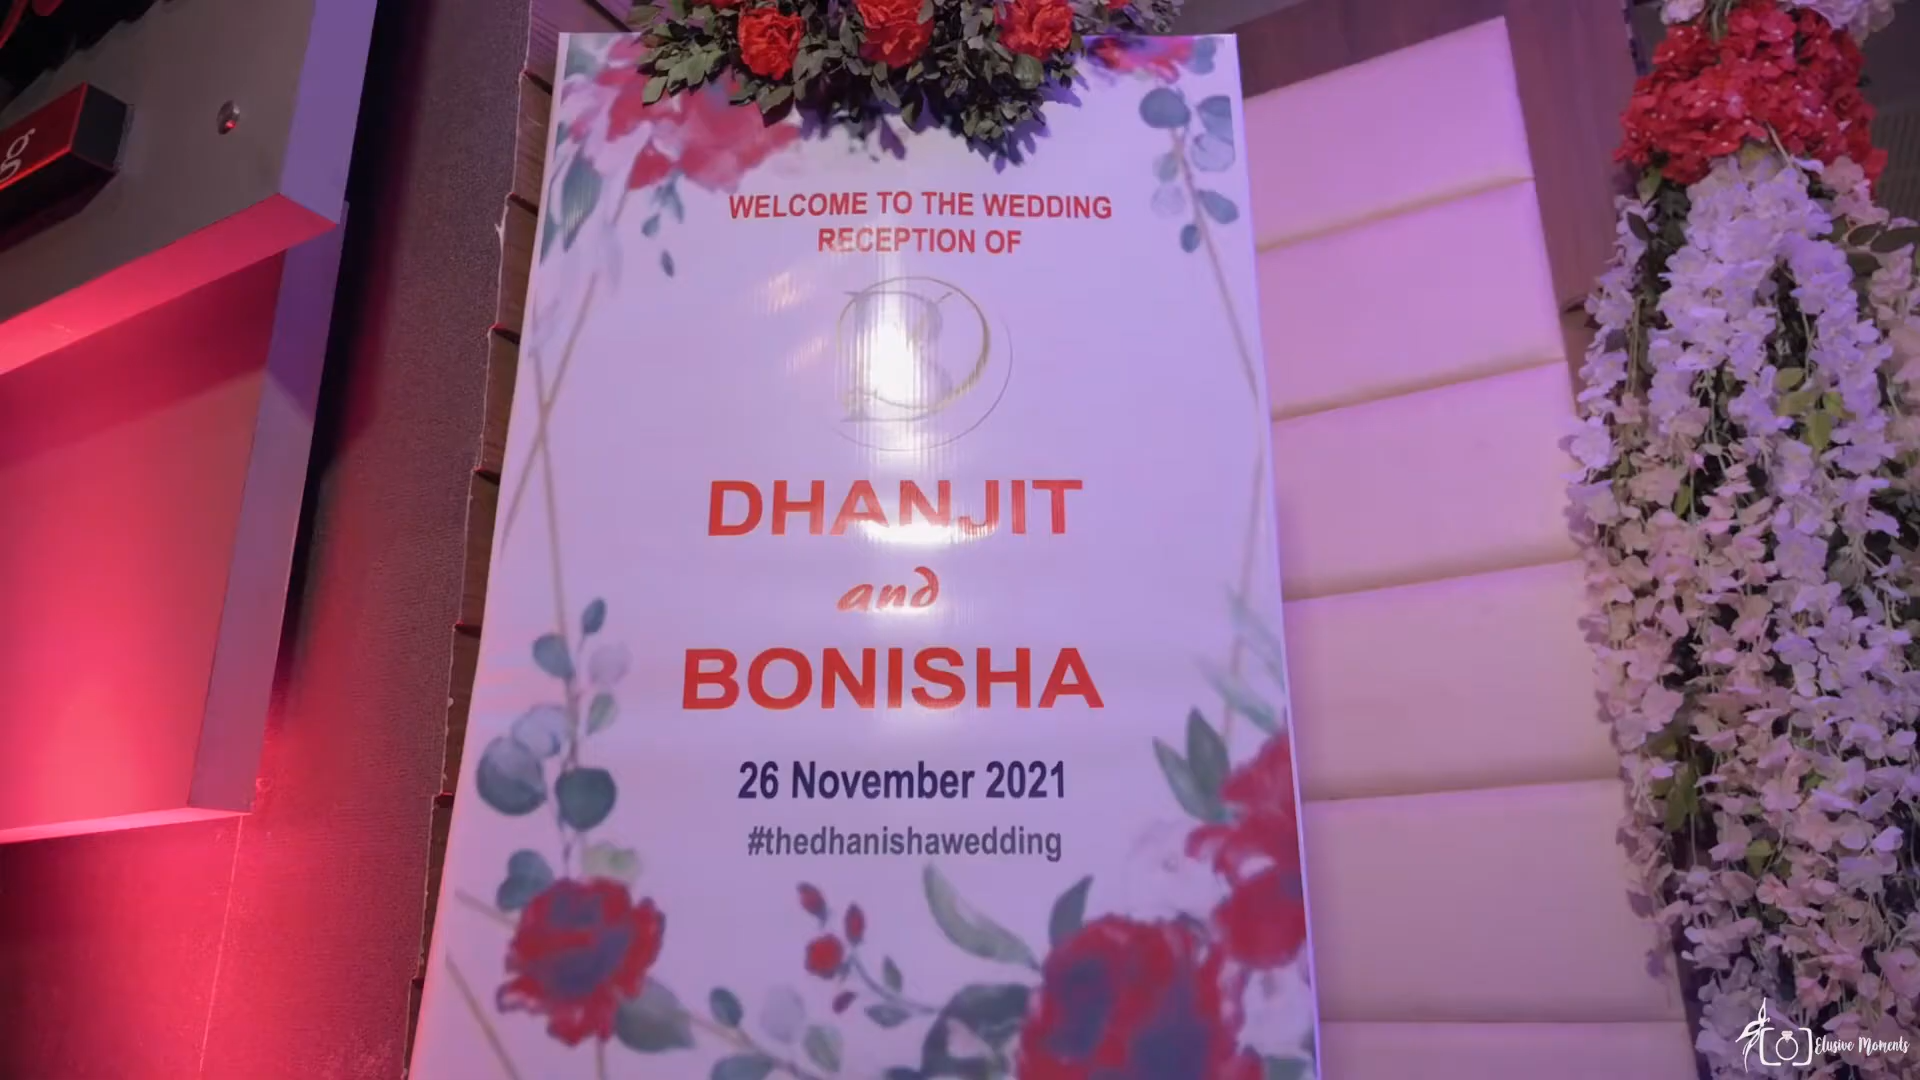 WELCOME TO THE WEDDING
RECEPTION OF
DHANJIT
and
BONISHA
26 November 2021
#thedhanishawedding
Elusive Moments